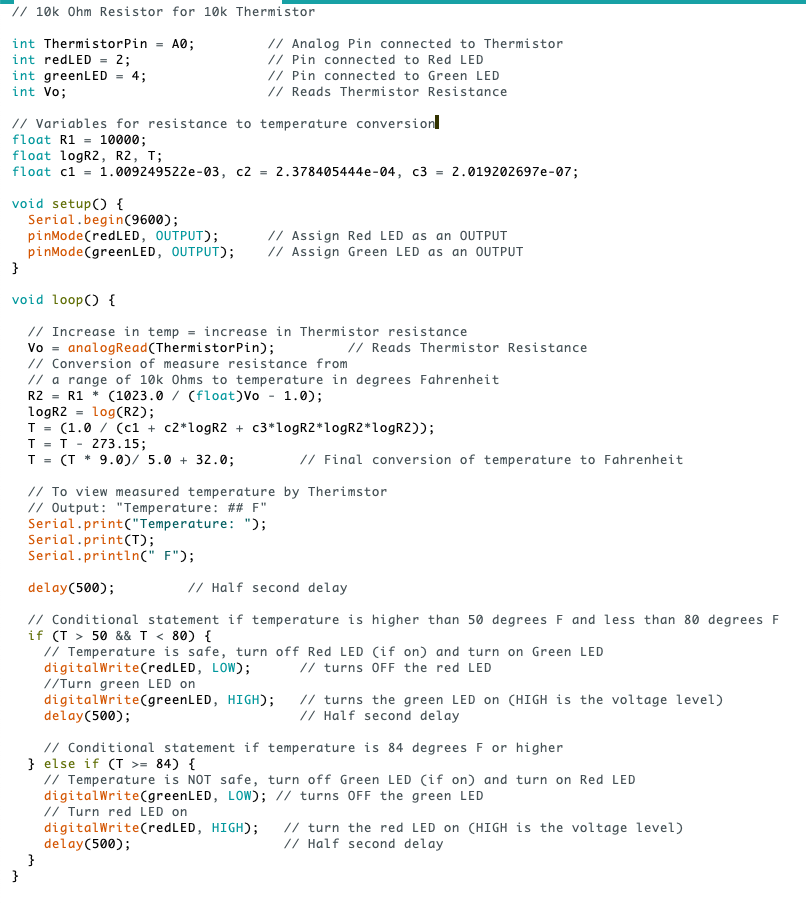 // 10k Ohm Resistor for 10k Thermistor

int ThermistorPin = A0;         // Analog Pin connected to Thermistor
int redLED = 2;                 // Pin connected to Red LED
int greenLED = 4;               // Pin connected to Green LED
int Vo;                         // Reads Thermistor Resistance

// Variables for resistance to temperature conversion
float R1 = 10000;
float logR2, R2, T;
float c1 = 1.009249522e-03, c2 = 2.378405444e-04, c3 = 2.019202697e-07;

void setup() {
  Serial.begin(9600);
  pinMode(redLED, OUTPUT);      // Assign Red LED as an OUTPUT
  pinMode(greenLED, OUTPUT);    // Assign Green LED as an OUTPUT
}

void loop() {

  // Increase in temp = increase in Thermistor resistance
  Vo = analogRead(ThermistorPin);         // Reads Thermistor Resistance
  // Conversion of measure resistance from
  // a range of 10k Ohms to temperature in degrees Fahrenheit
  R2 = R1 * (1023.0 / (float)Vo - 1.0);
  logR2 = log(R2);
  T = (1.0 / (c1 + c2*logR2 + c3*logR2*logR2*logR2));
  T = T - 273.15;
  T = (T * 9.0)/ 5.0 + 32.0;        // Final conversion of temperature to Fahrenheit

  // To view measured temperature by Therimstor
  // Output: "Temperature: ## F"
  Serial.print("Temperature: ");
  Serial.print(T);
  Serial.println(" F");

  delay(500);         // Half second delay

  // Conditional statement if temperature is higher than 50 degrees F and less than 80 degrees F
  if (T > 50 && T < 80) {
    // Temperature is safe, turn off Red LED (if on) and turn on Green LED
    digitalWrite(redLED, LOW);      // turns OFF the red LED
    //Turn green LED on
    digitalWrite(greenLED, HIGH);   // turns the green LED on (HIGH is the voltage level)
    delay(500);                     // Half second delay

    // Conditional statement if temperature is 84 degrees F or higher
  } else if (T >= 84) {
    // Temperature is NOT safe, turn off Green LED (if on) and turn on Red LED
    digitalWrite(greenLED, LOW); // turns OFF the green LED
    // Turn red LED on
    digitalWrite(redLED, HIGH);   // turn the red LED on (HIGH is the voltage level)
    delay(500);                   // Half second delay
  }
}